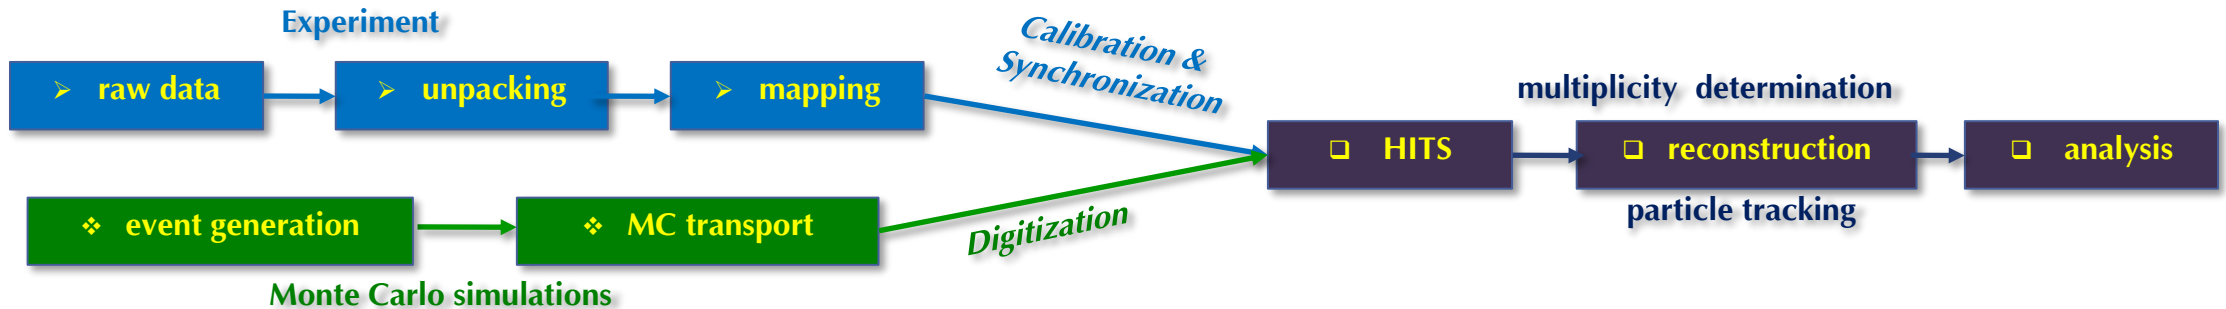 Experiment
➢ raw data
➢ unpacking
➢ mapping
Calibration &
Synchronization
multiplicity determination
❑ HITS
❑ reconstruction
❑ analysis
particle tracking
❖ event generation
❖ MC transport
Digitization
Monte Carlo simulations